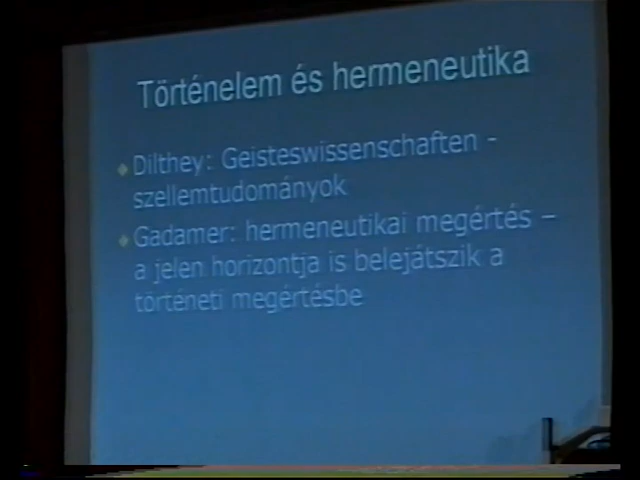 Történelem és hermeneutika
Dilthey: Geisteswissenschaften -
szellemtudományok
Gadamer: hermeneutikai megértés –
a jelen horizontja is belejátszik a
történeti megértésbe